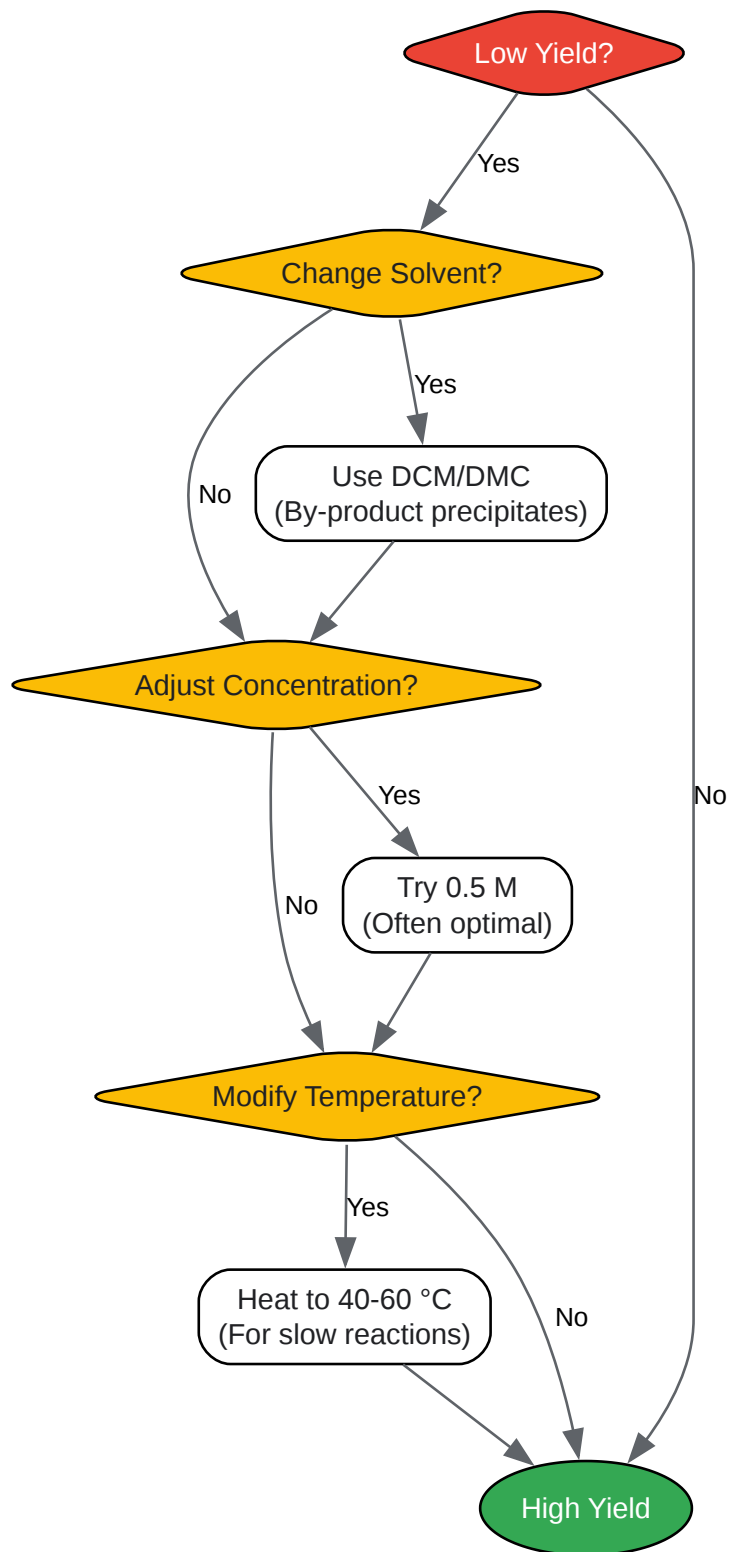 Low Yield?
Yes
Change Solvent?
Yes
Use DCM/DMC
(By-product precipitates)
No
Adjust Concentration?
Yes
No
Try 0.5 M
(Often optimal)
No
Modify Temperature?
Yes
Heat to 40-60 °C
(For slow reactions)
No
High Yield